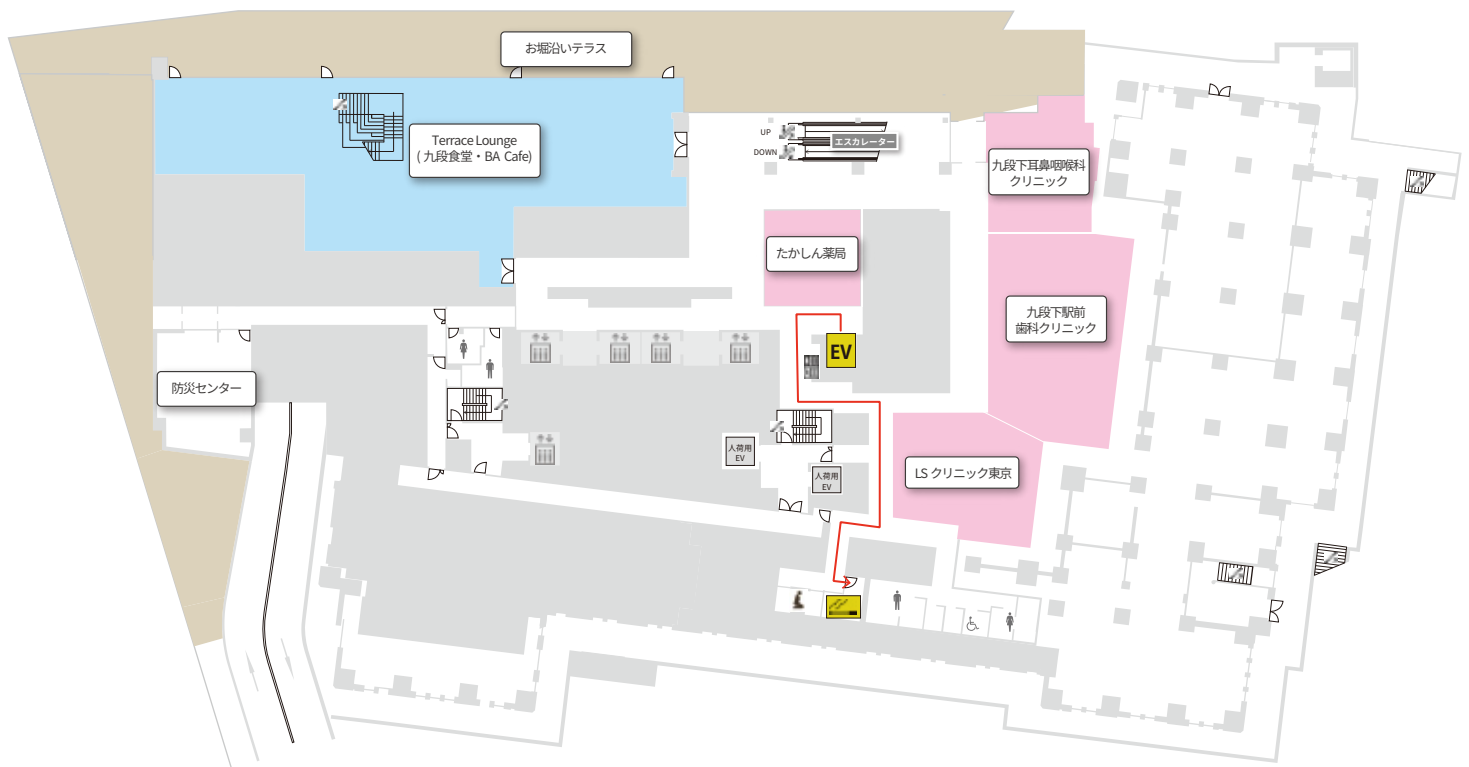 お堀沿いテラス
Terrace Lounge
( 九段食堂・BA Cafe)
UP
エスカレーター
DOWN
九段下耳鼻咽喉科
クリニック
たかしん薬局
九段下駅前
歯科クリニック
EV
防災センター
人荷用
EV
人荷用
EV
LS クリニック東京